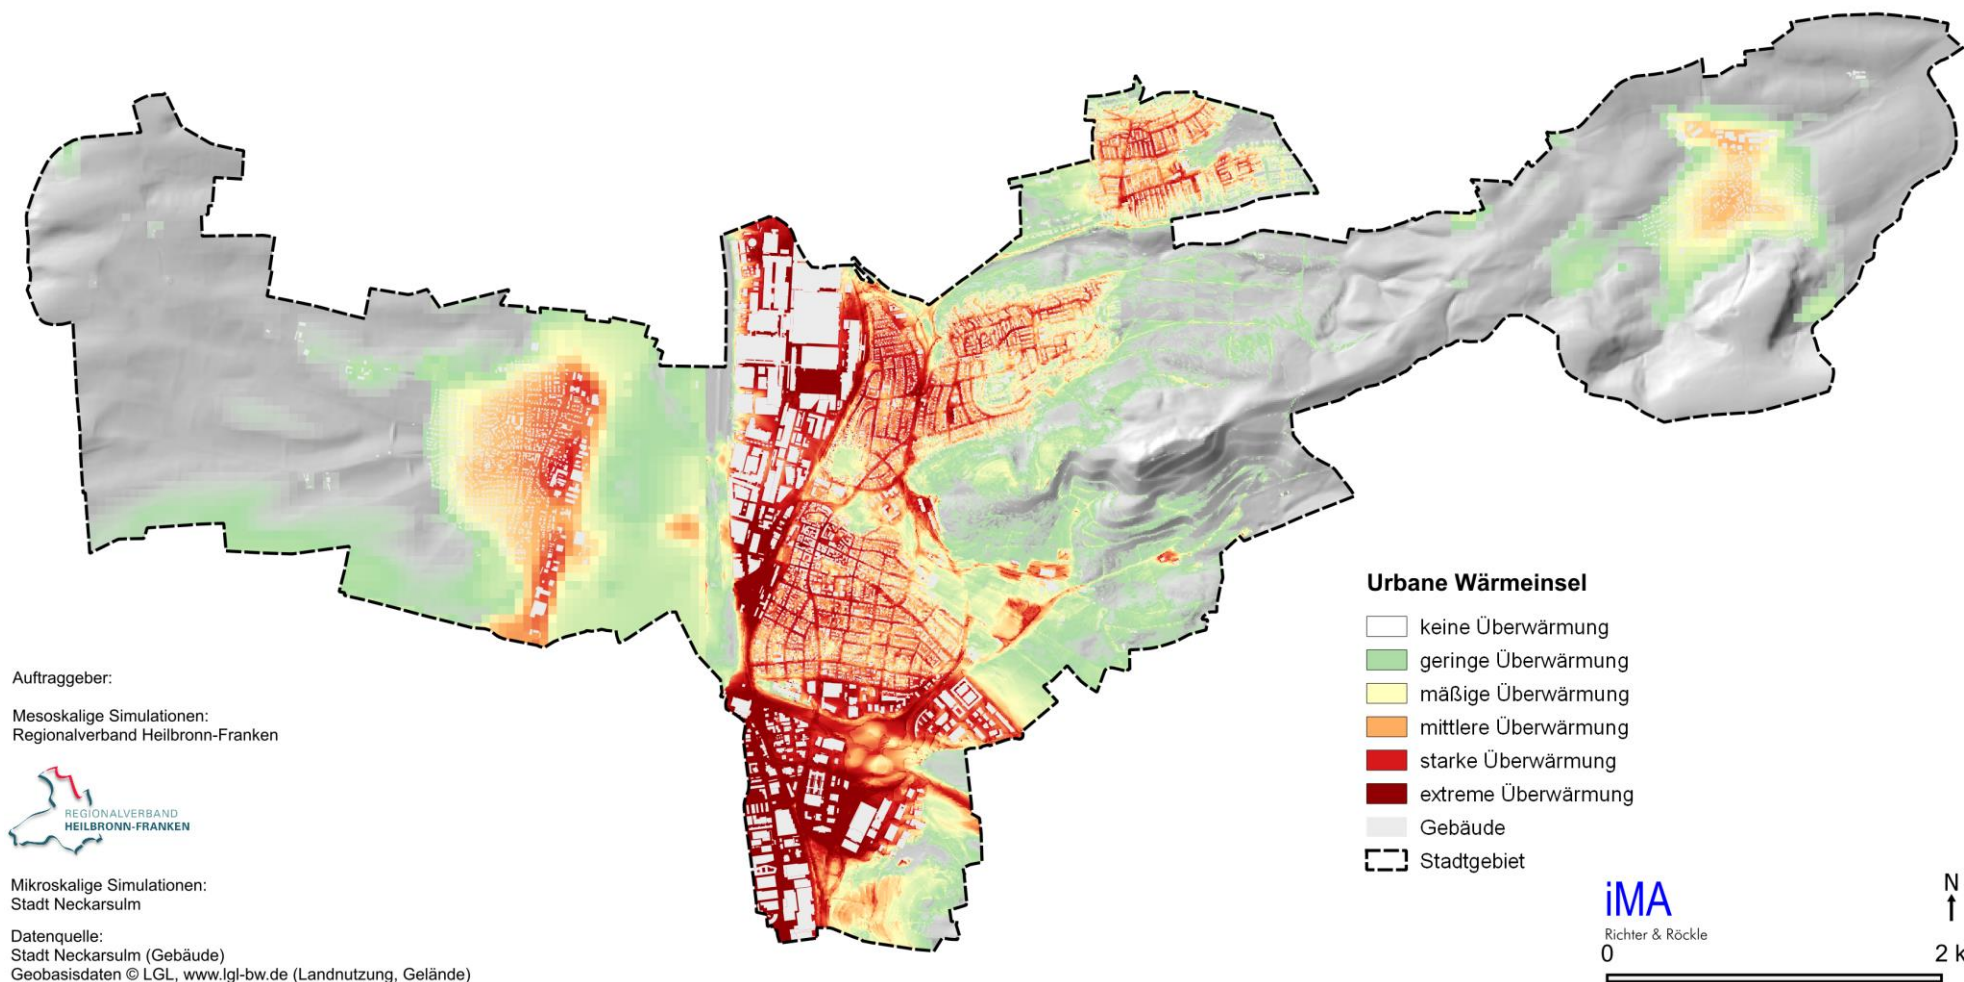 Auftraggeber:
Mesoskalige Simulationen:
Regionalverband Heilbronn-Franken
REGIONALVERBAND
HEILBRONN-FRANKEN
Mikroskalige Simulationen:
Stadt Neckarsulm
Datenquelle:
Stadt Neckarsulm (Gebäude)
Geobasisdaten © LGL, www.lgl-bw.de (Landnutzung, Gelände)
Urbane Wärmeinsel
keine Überwärmung
geringe Überwärmung
mäßige Überwärmung
mittlere Überwärmung
starke Überwärmung
extreme Überwärmung
Gebäude
Stadtgebiet
iMA
Richter & Röckle
N
0 2 k